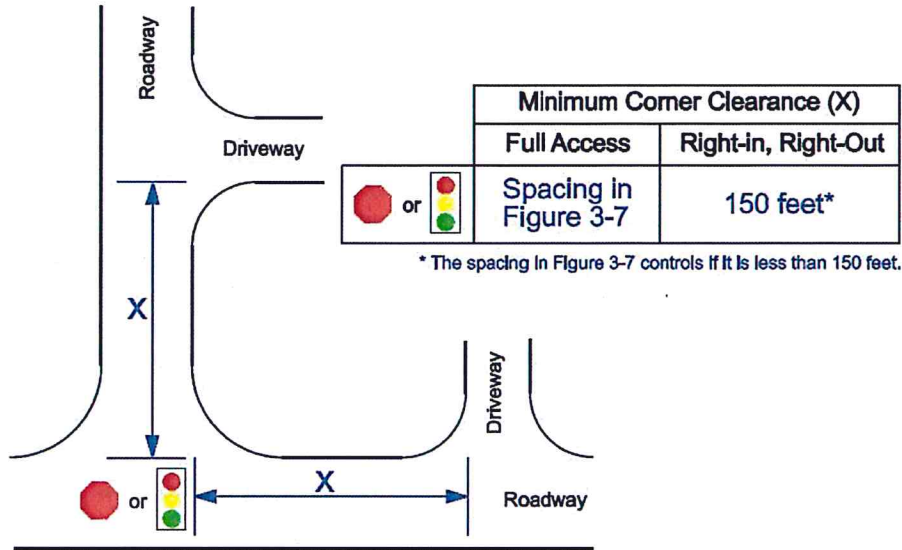 Roadway
Driveway
Minimum Corner Clearance (X)
Full Access
Right-in, Right-Out
or
Spacing in
Figure 3-7
150 feet*
* The spacing in Figure 3-7 controls if it is less than 150 feet.
X
Driveway
or
X
Roadway